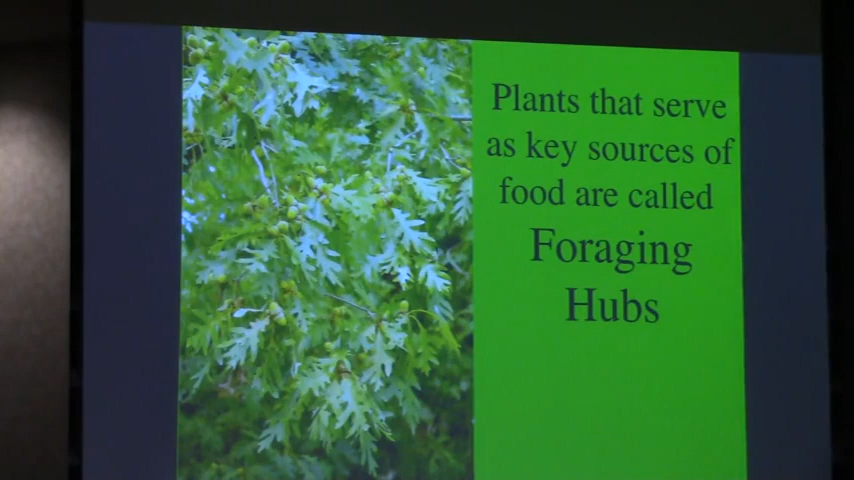 Plants that serve
as key sources of
food are called
Foraging
Hubs